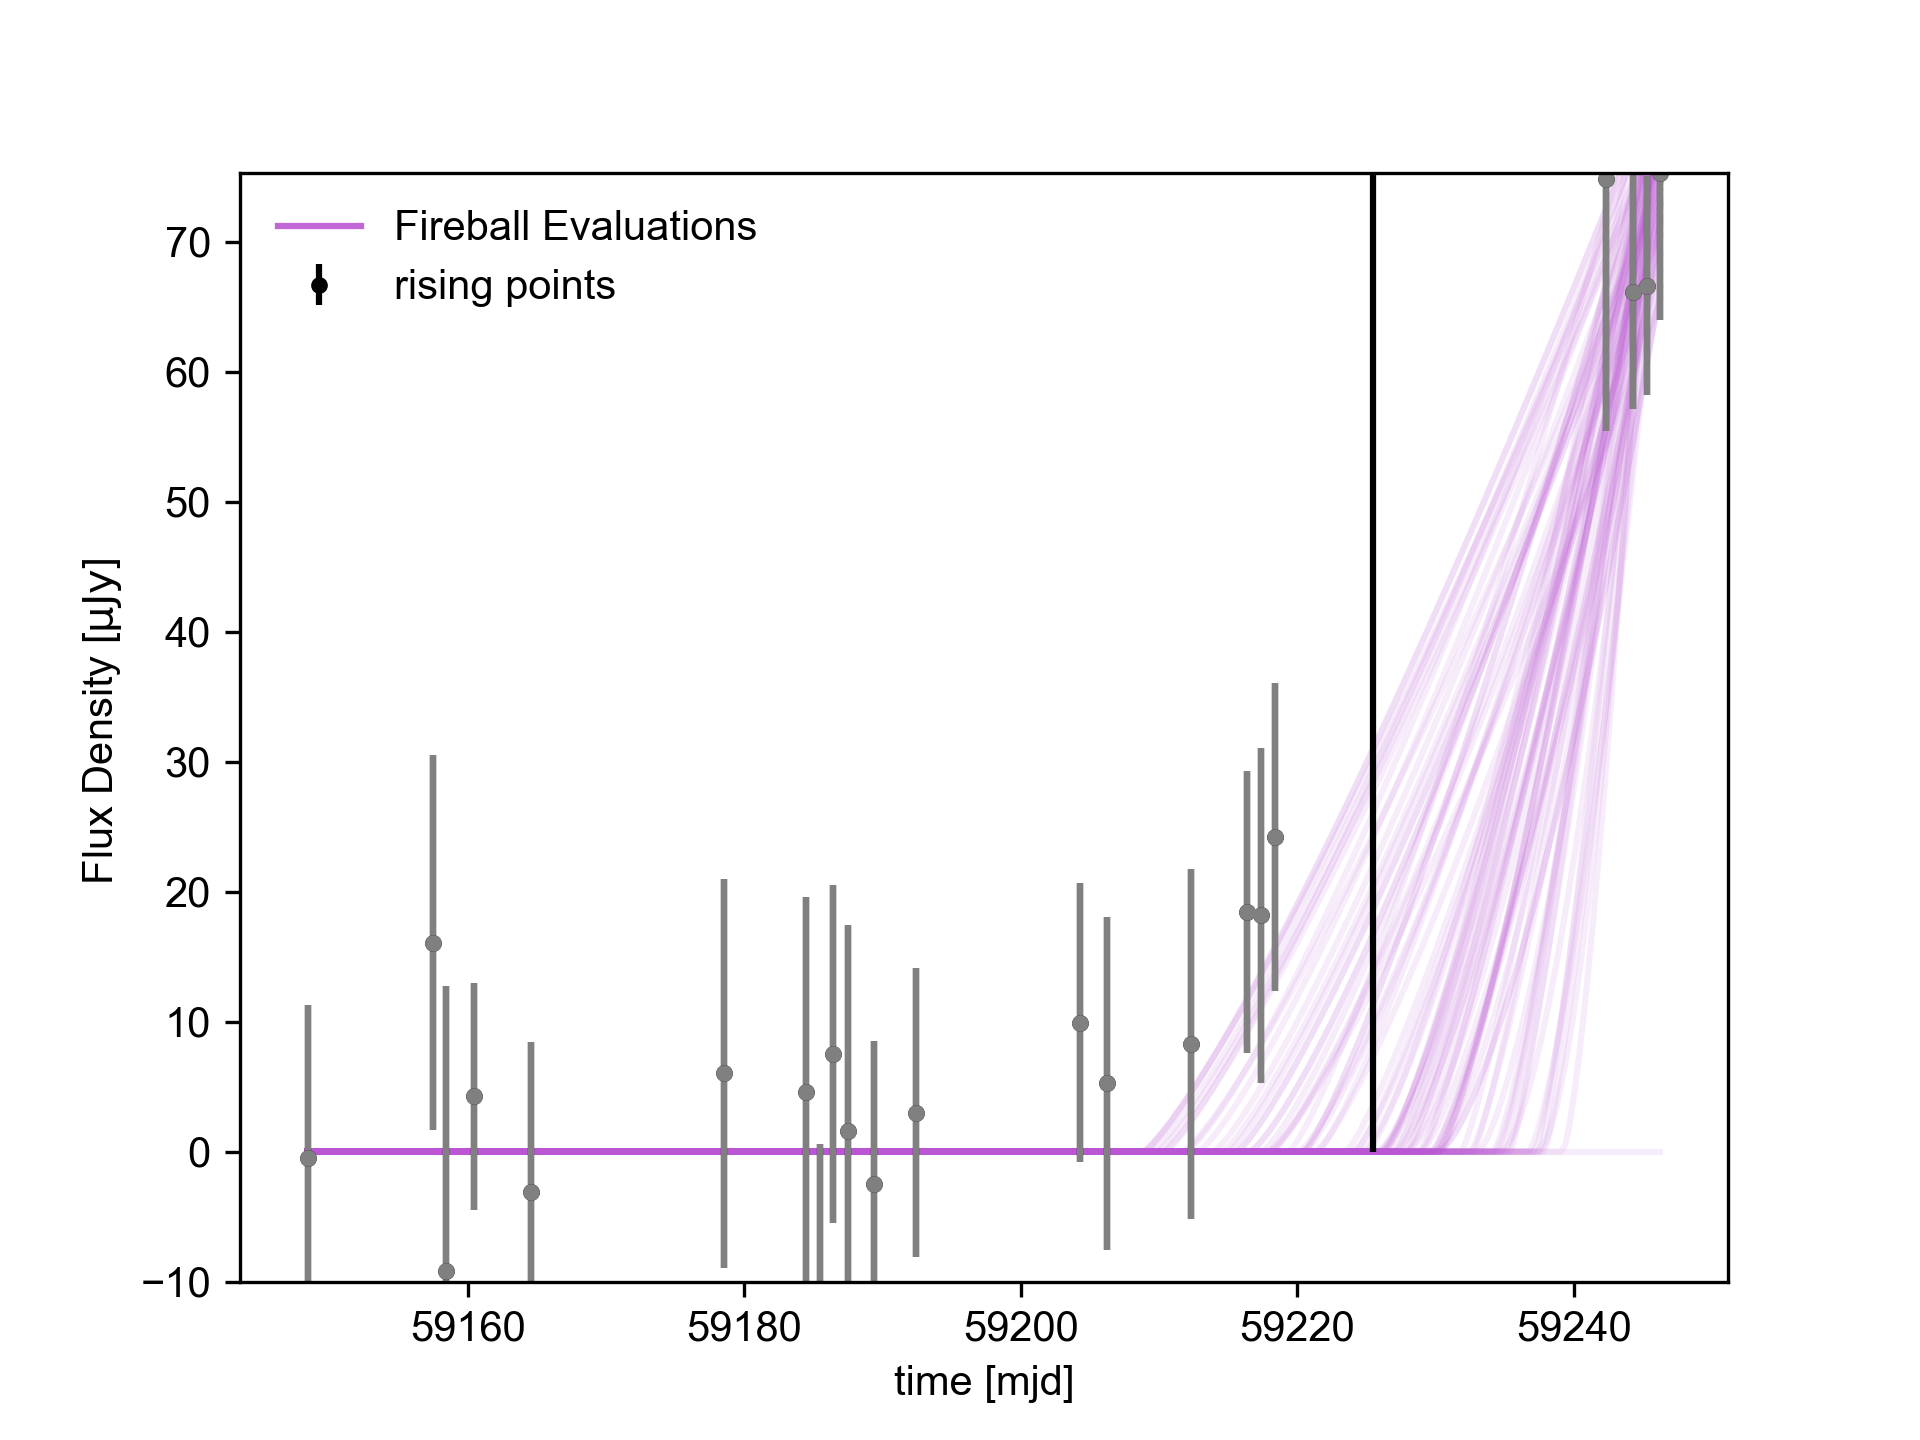 Fireball Evaluations
rising points
70
60
50
40
30
20
10
0
−10
Flux Density [µJy]
59160 59180 59200 59220 59240
time [mjd]